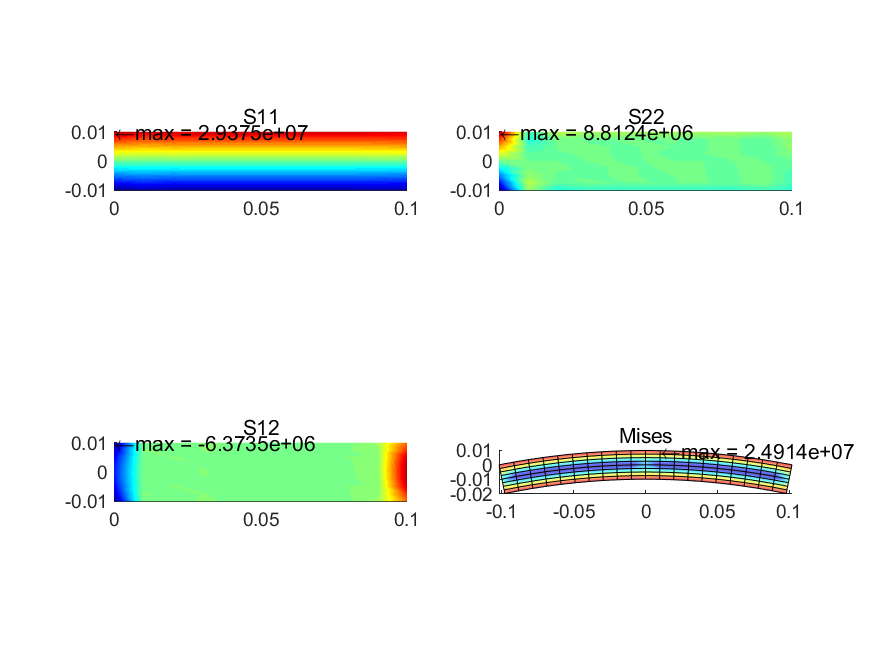 S11
0.01 ←max = 2.9375e+07
0
-0.01
0 0.05 0.1
S22
0.01 ←max = 8.8124e+06
0
-0.01
0 0.05 0.1
S12
0.01 ←max = -6.3735e+06
0
-0.01
0 0.05 0.1
Mises
0.01 ←max = 2.4914e+07
0
-0.01
-0.02
-0.1 -0.05 0 0.05 0.1